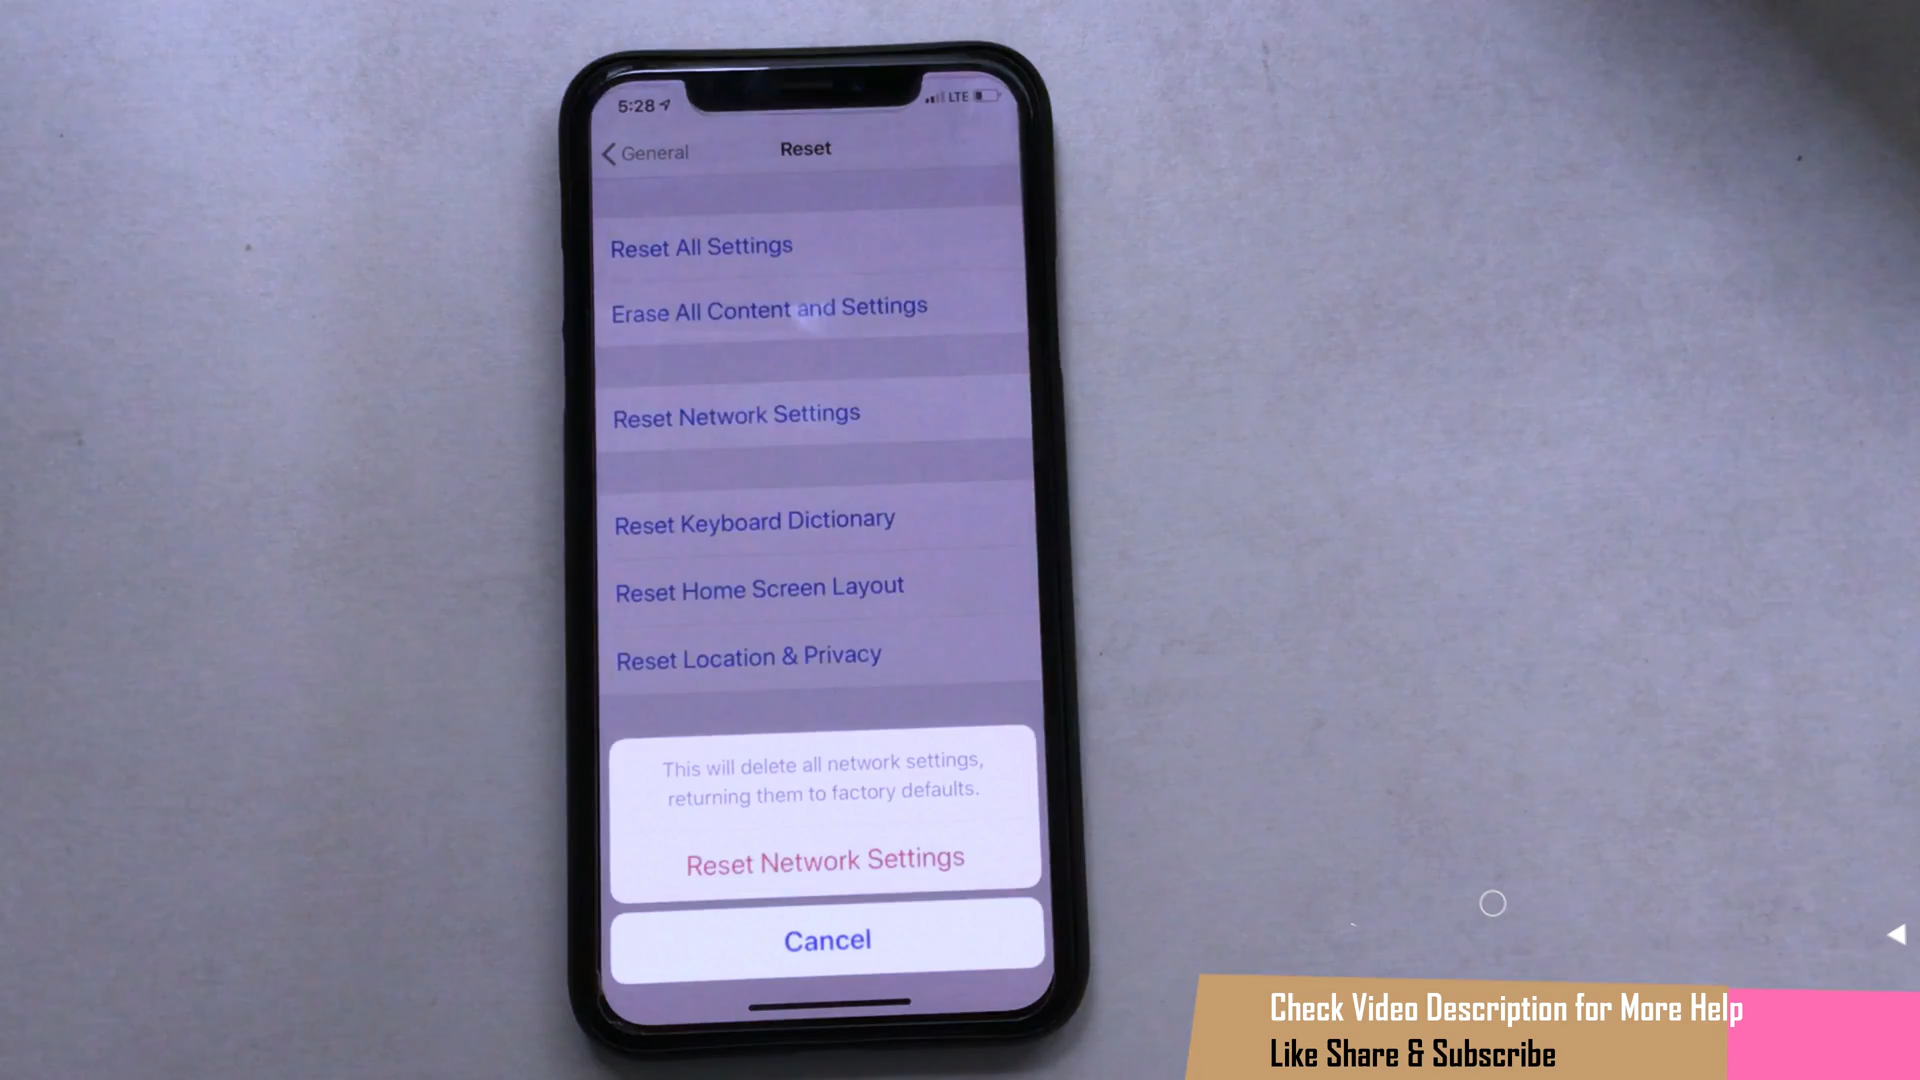 5:28
LTE
General
Reset
Reset All Settings
Erase All Content and Settings
Reset Network Settings
Reset Keyboard Dictionary
Reset Home Screen Layout
Reset Location & Privacy
This will delete all network settings,
returning them to factory defaults.
Reset Network Settings
Cancel
Check Video Description for More Help
Like Share & Subscribe